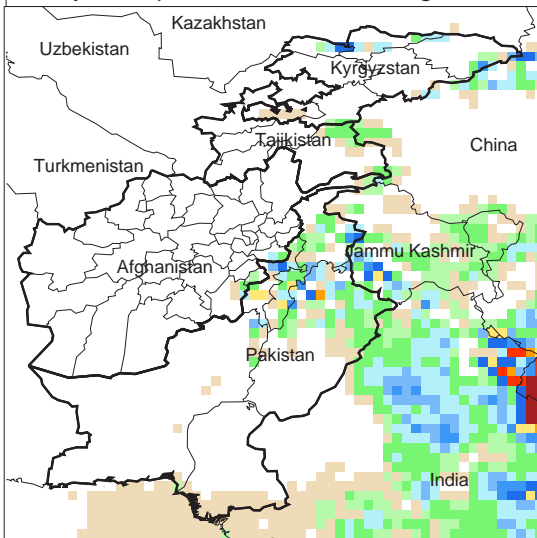 Kazakhstan
Uzbekistan
Kyrgyzstan
Tajikistan
China
Turkmenistan
Jammu Kashmir
Afghanistan
Pakistan
India